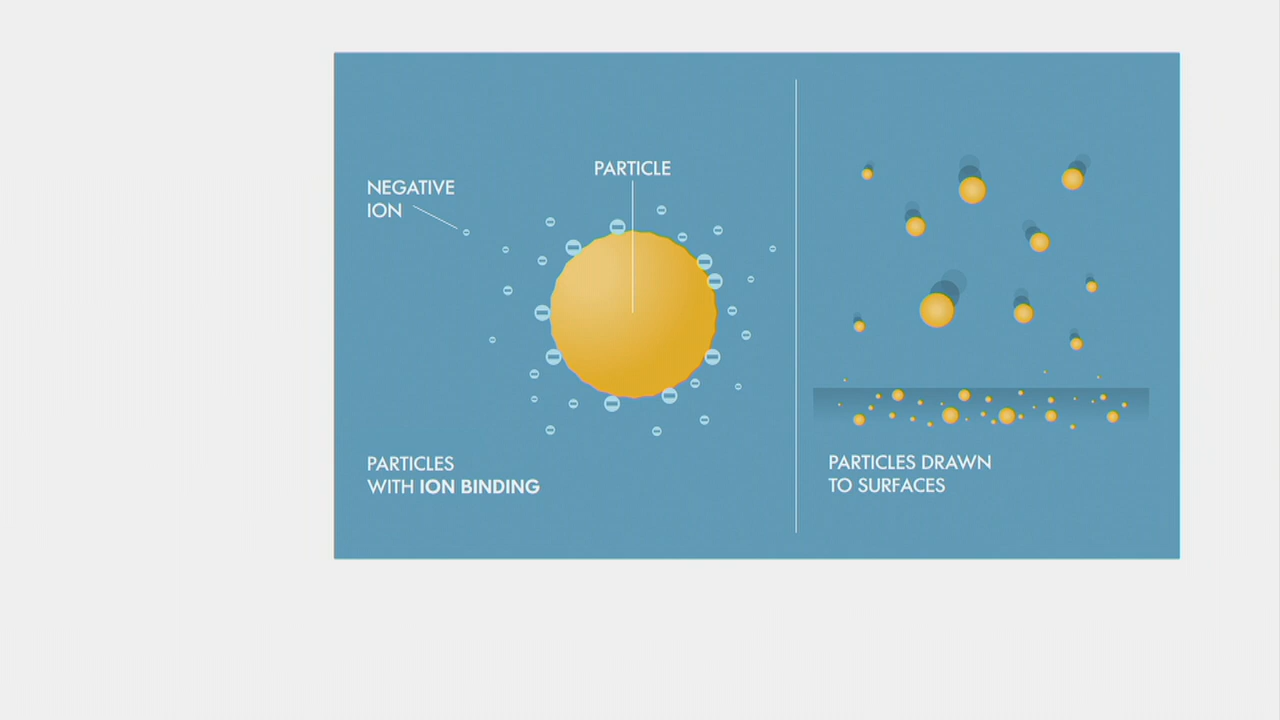 NEGATIVE
ION
PARTICLE
PARTICLES
WITH ION BINDING
PARTICLES DRAWN
TO SURFACES